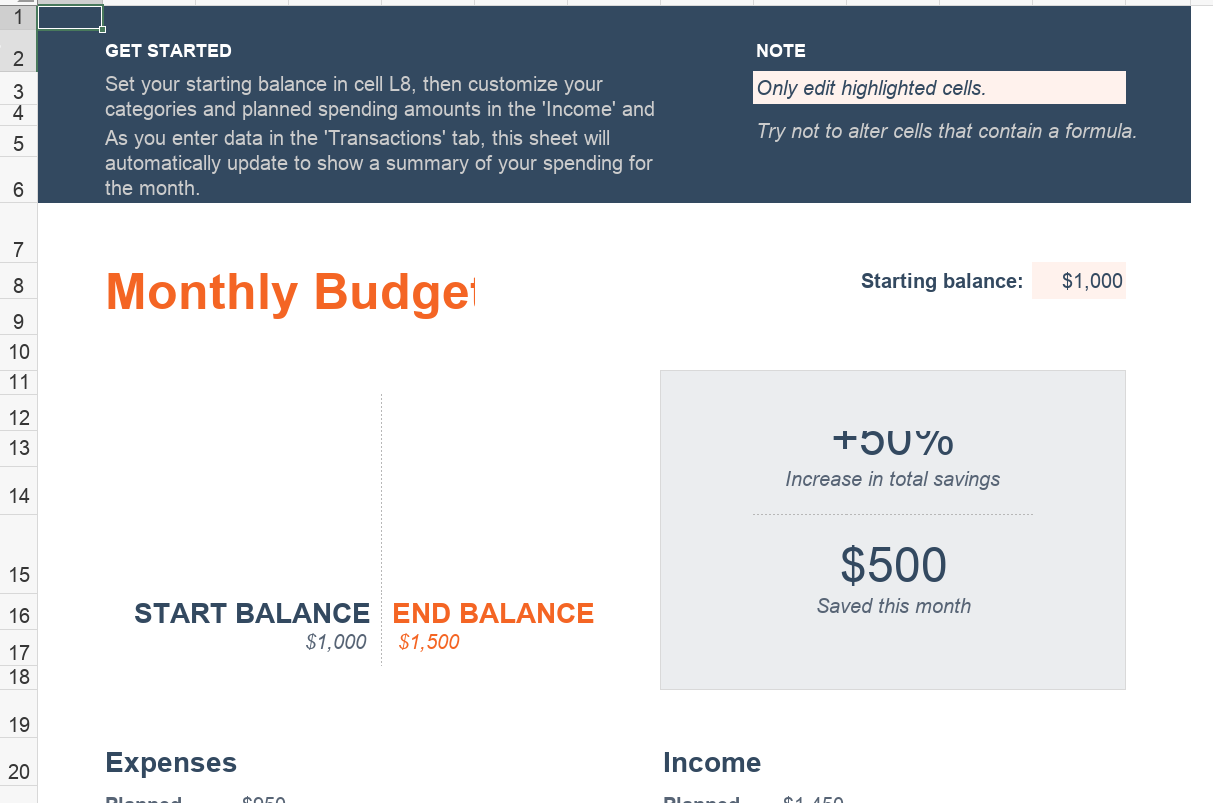 1
2
3
4
5
6
7
8
9
10
11
12
13
14
15
16
17
18
19
20
GET STARTED
Set your starting balance in cell L8, then customize your
categories and planned spending amounts in the 'Income' and
As you enter data in the 'Transactions' tab, this sheet will
automatically update to show a summary of your spending for
the month.
NOTE
Only edit highlighted cells.
Try not to alter cells that contain a formula.
Monthly Budget
Starting balance: $1,000
+50%
Increase in total savings
$500
Saved this month
START BALANCE
$1,000
END BALANCE
$1,500
Expenses
Planned $950
Income
Planned $1,450